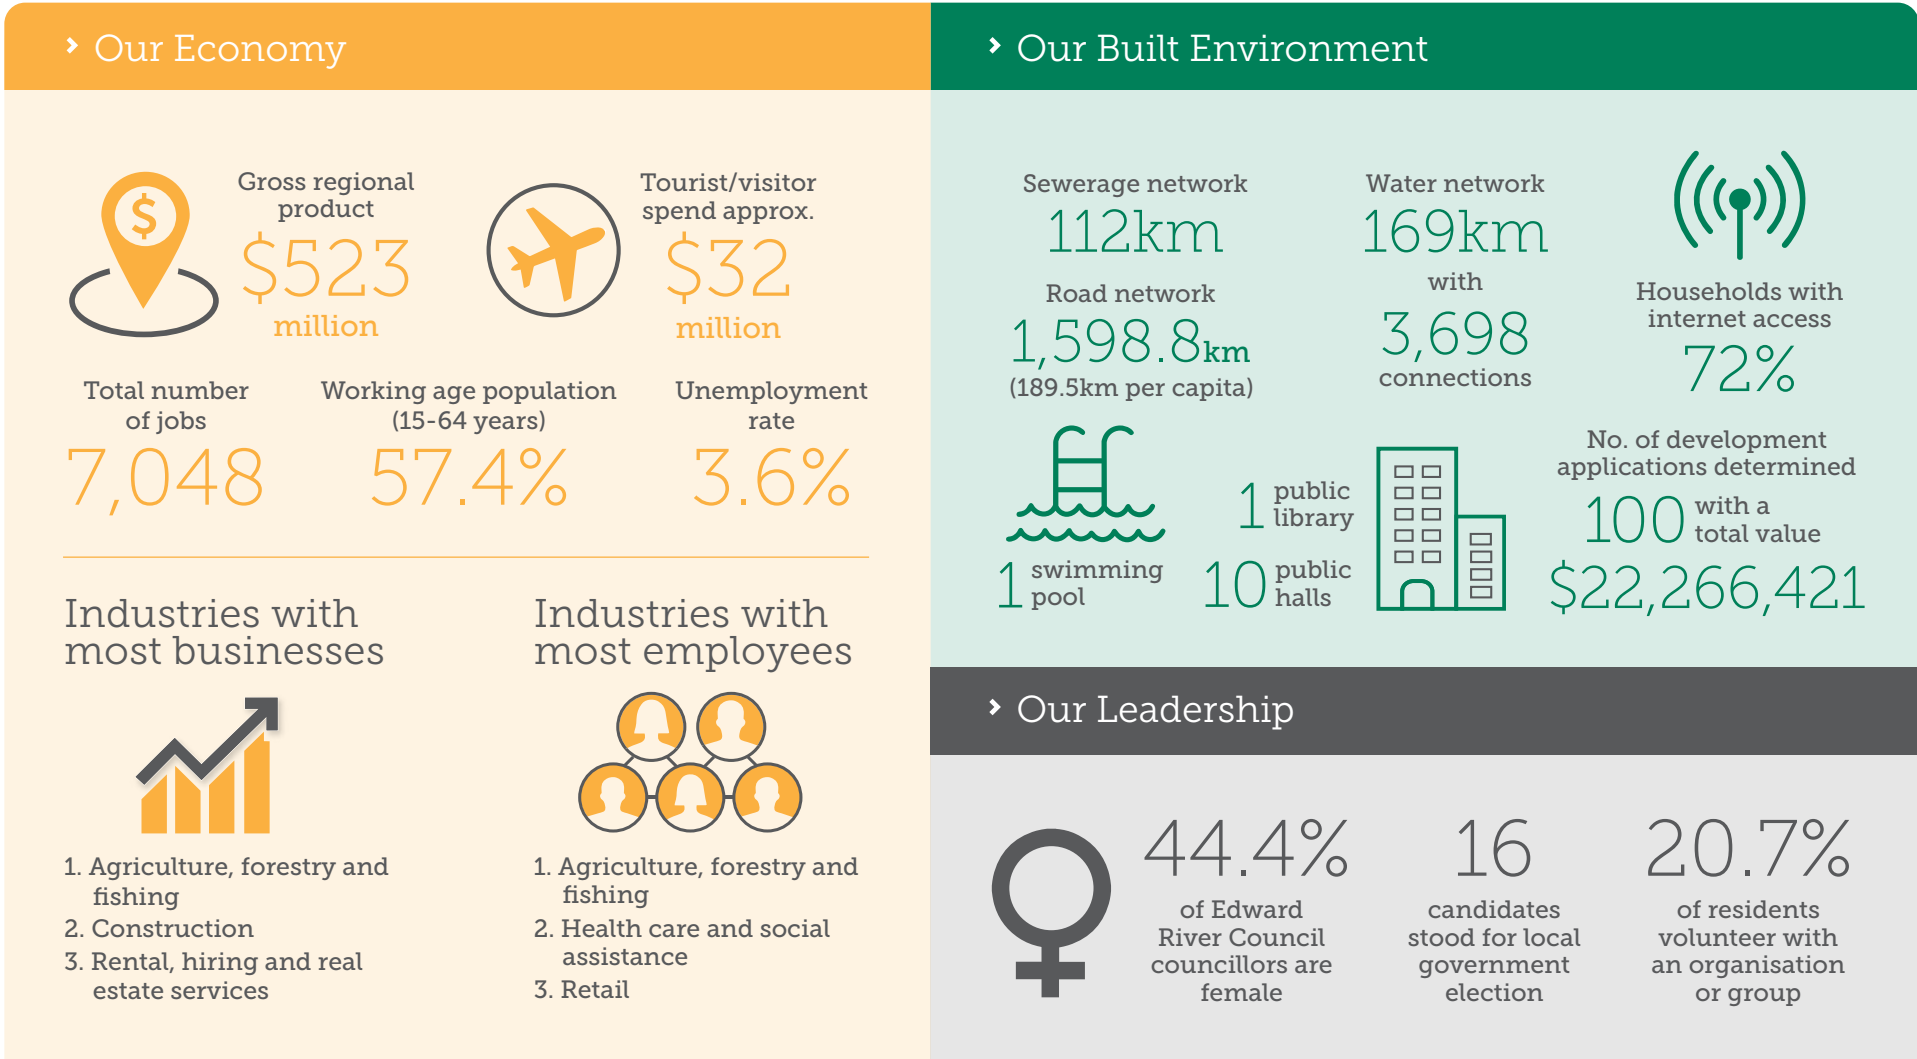 › Our Economy
Gross regional
product
$523
million
Tourist/visitor
spend approx.
$32
million
Total number
of jobs
7,048
Working age population
(15-64 years)
57.4%
Unemployment
rate
3.6%
Industries with
most businesses
1. Agriculture, forestry and
fishing
2. Construction
3. Rental, hiring and real
estate services
Industries with
most employees
1. Agriculture, forestry and
fishing
2. Health care and social
assistance
3. Retail
› Our Built Environment
Sewerage network
112km
Road network
1,598.8km
(189.5km per capita)
Water network
169km
with
3,698
connections
Households with
internet access
72%
1 swimming
pool
1 public
library
10 public
halls
No. of development
applications determined
100 with a
total value
$22,266,421
› Our Leadership
44.4%
of Edward
River Council
councillors are
female
16
candidates
stood for local
government
election
20.7%
of residents
volunteer with
an organisation
or group